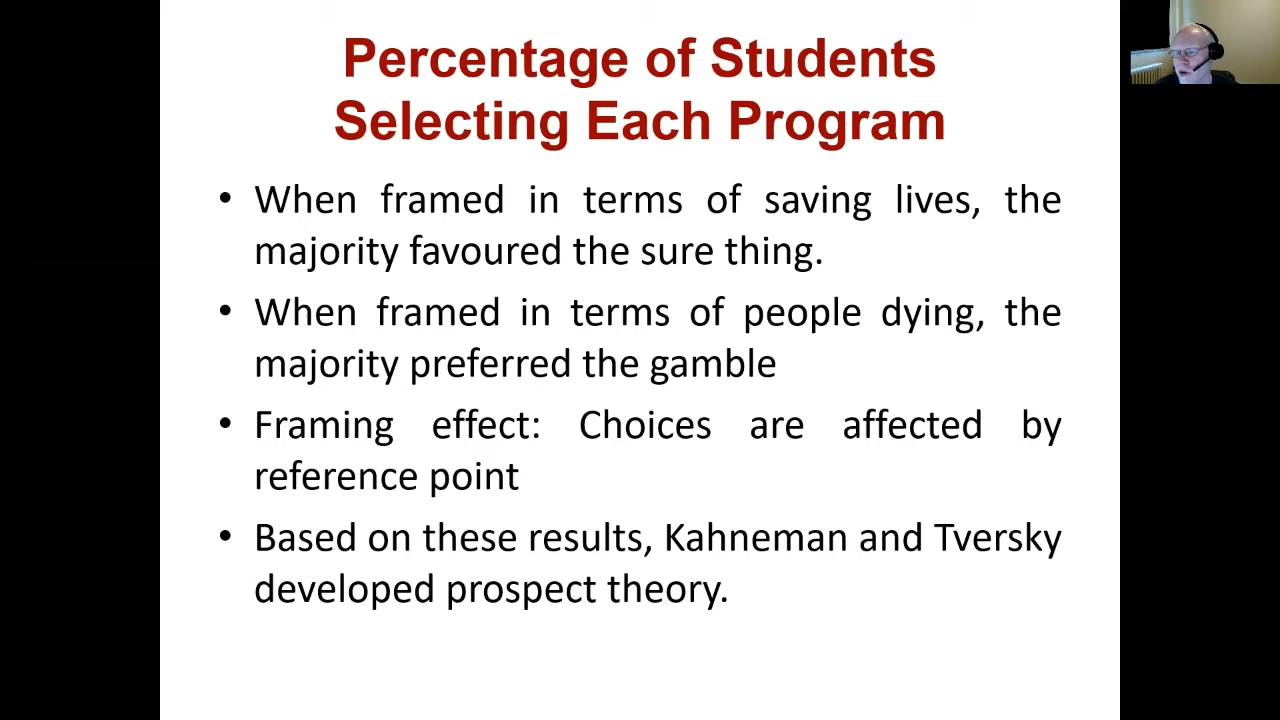 Percentage of Students
Selecting Each Program
• When framed in terms of saving lives, the
majority favoured the sure thing.
• When framed in terms of people dying, the
majority preferred the gamble
• Framing effect: Choices are affected by
reference point
• Based on these results, Kahneman and Tversky
developed prospect theory.